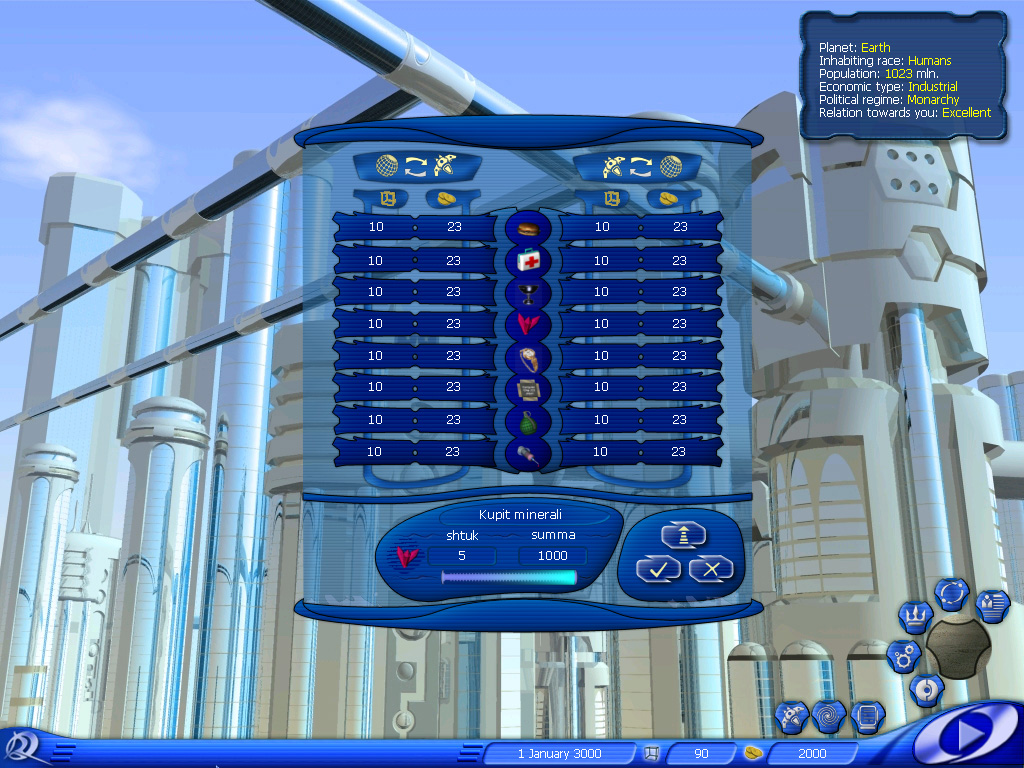 Planet: Earth
Inhabiting race: Humans
Population: 1023 mln.
Economic type: Industrial
Political regime: Monarchy
Relation towards you: Excellent
10 23 10 23
10 23 10 23
10 23 10 23
10 23 10 23
10 23 10 23
10 23 10 23
10 23 10 23
10 23 10 23
Kupit minerali
shtuk summa
5 1000
1 January 3000 90 2000